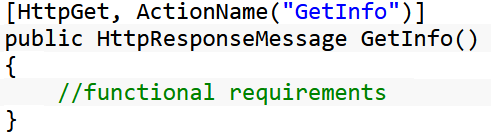 [HttpGet, ActionName("GetInfo")]
public HttpResponseMessage GetInfo()
{
    //functional requirements
}